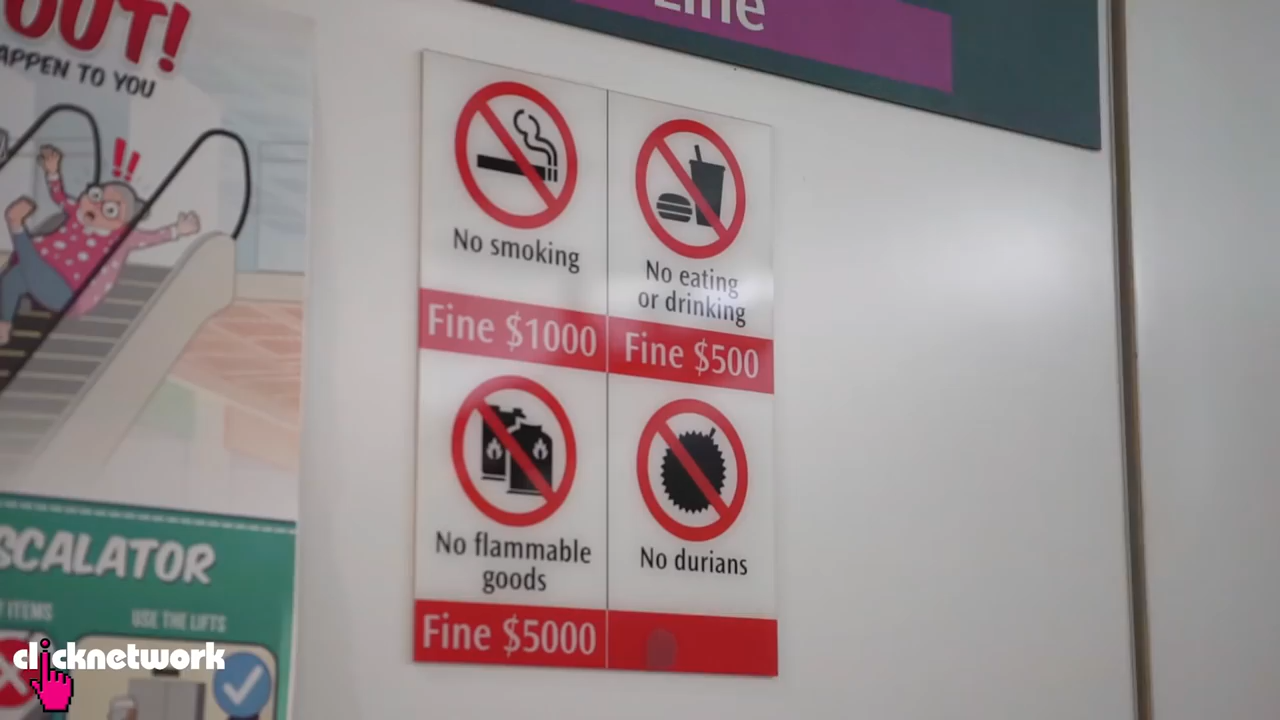 OUT!
APPEN TO YOU
!!
Line
No smoking
Fine $1000
No eating
or drinking
Fine $500
No flammable
goods
Fine $5000
No durians
SCALATOR
ITEMS
USE THE LIFTS
clicknetwork